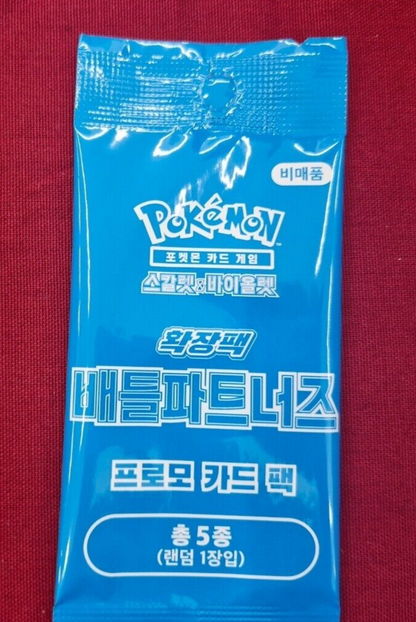 비매품
POKéMON
포켓몬 카드 게임
스칼렛&바이올렛
확장팩
배틀파트너즈
프로모 카드 팩
총 5종
(랜덤 1장입)